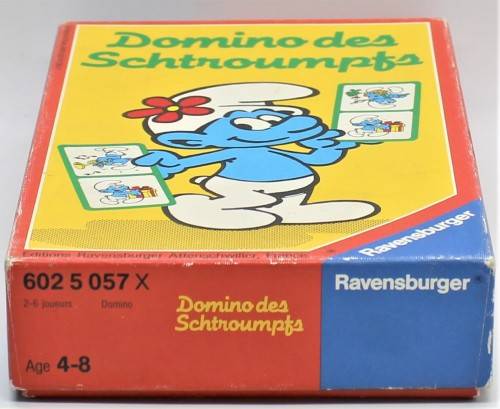 Domino des
Schtroumpfs
Ravensburger
Editions Ravensburger Attenschwiller, France
602 5 057 X
2-6 joueurs Domino
Domino des
Schtroumpfs
Ravensburger
Age 4-8